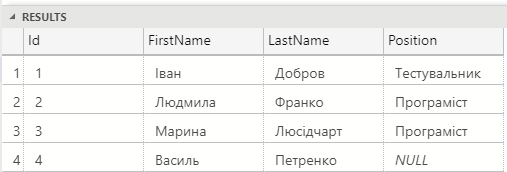 RESULTS
Id FirstName LastName Position
1 1 Іван Добров Тестувальник
2 2 Людмила Франко Програміст
3 3 Марина Люсідчарт Програміст
4 4 Василь Петренко NULL